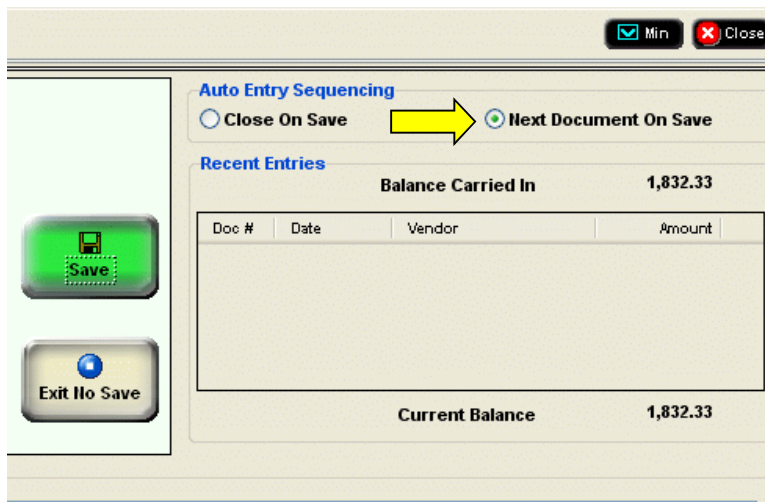 Min Close
Auto Entry Sequencing
Close On Save Next Document On Save
Recent Entries
Balance Carried In 1,832.33
Doc # Date Vendor Amount
Save
Exit No Save
Current Balance 1,832.33